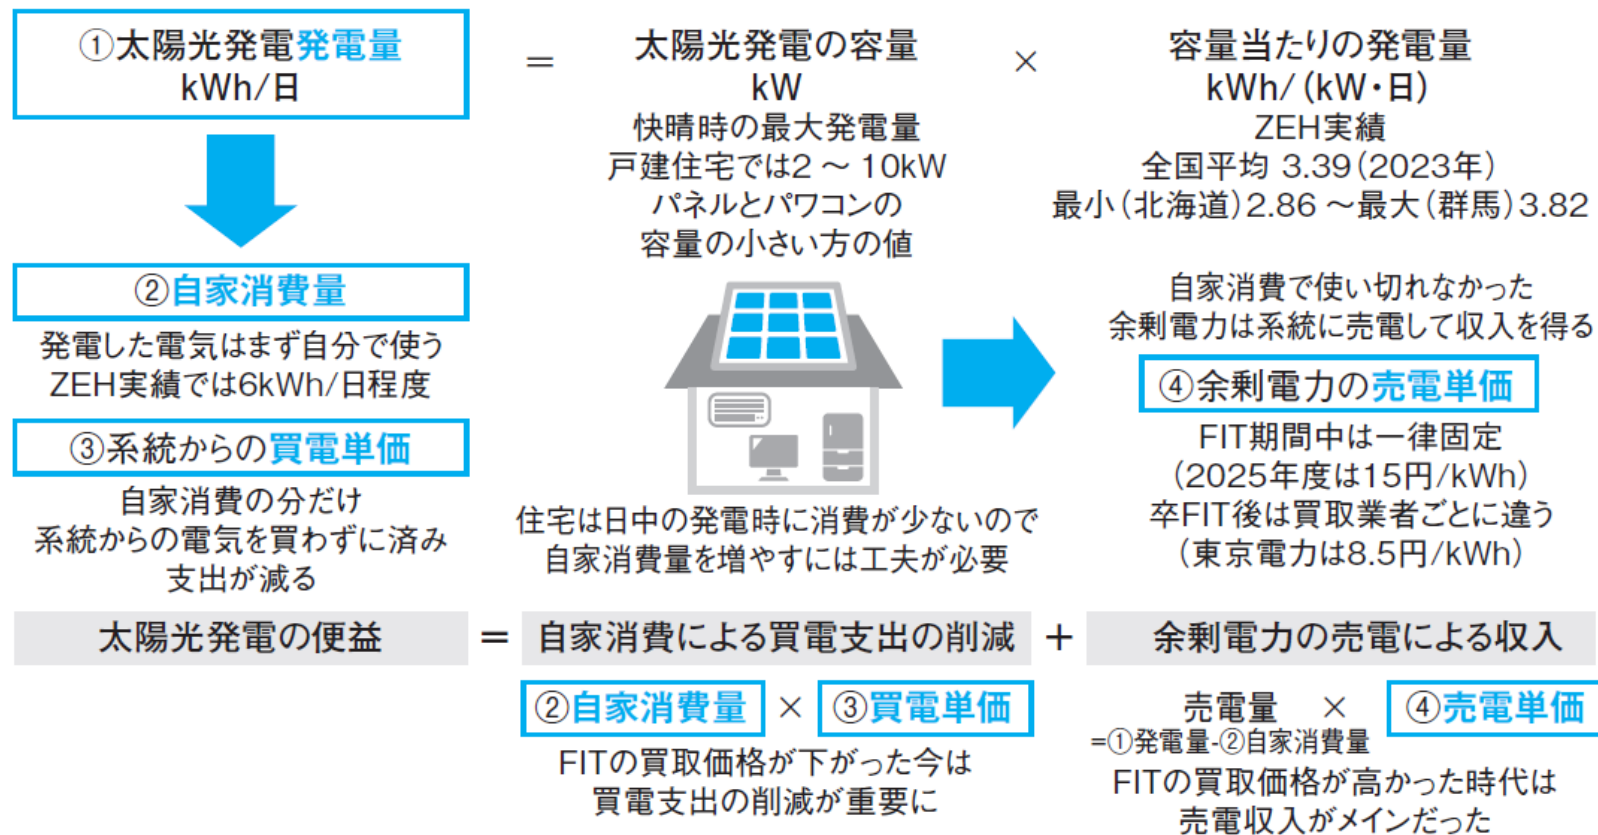 ①太陽光発電発電量
kWh/日
＝
太陽光発電の容量
kW
快晴時の最大発電量
戸建住宅では2 ～ 10kW
パネルとパワコンの
容量の小さい方の値
×
容量当たりの発電量
kWh/（kW・日）
ZEH実績
全国平均 3.39（2023年）
最小（北海道）2.86 ～最大（群馬）3.82
②自家消費量
発電した電気はまず自分で使う
ZEH実績では6kWh/日程度
③系統からの買電単価
自家消費の分だけ
系統からの電気を買わずに済み
支出が減る
住宅は日中の発電時に消費が少ないので
自家消費量を増やすには工夫が必要
自家消費で使い切れなかった
余剰電力は系統に売電して収入を得る
④余剰電力の売電単価
FIT期間中は一律固定
（2025年度は15円/kWh）
卒FIT後は買取業者ごとに違う
（東京電力は8.5円/kWh）
太陽光発電の便益 ＝ 自家消費による買電支出の削減 ＋ 余剰電力の売電による収入
②自家消費量 × ③買電単価
FITの買取価格が下がった今は
買電支出の削減が重要に
売電量 × ④売電単価
=①発電量-②自家消費量
FITの買取価格が高かった時代は
売電収入がメインだった